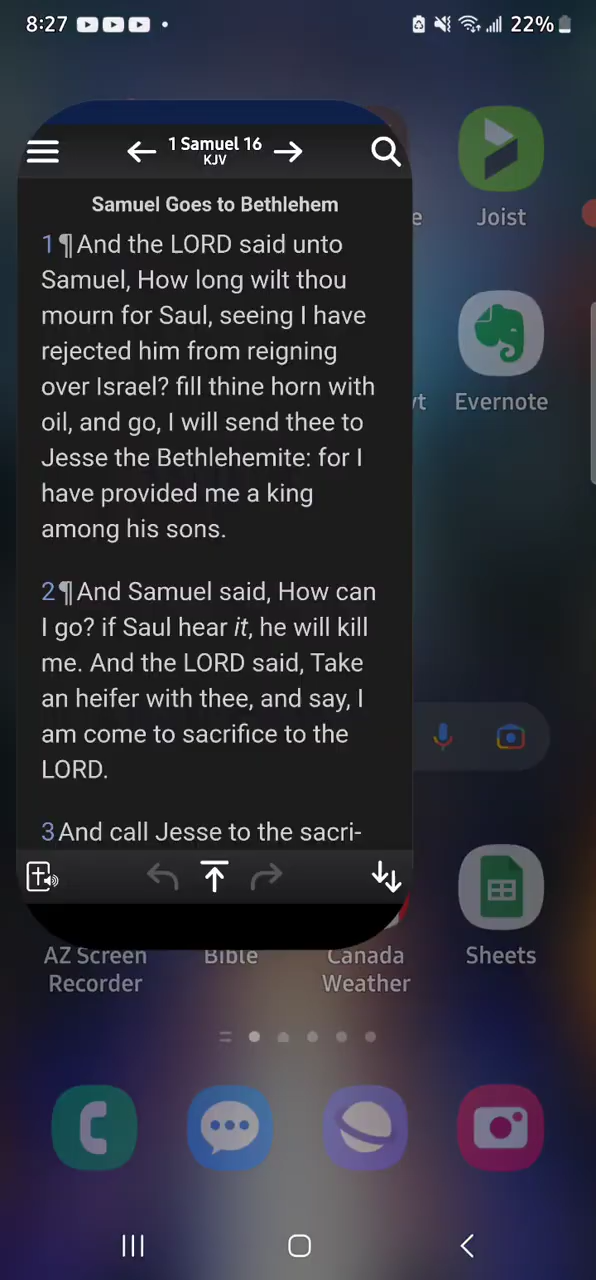 8:27
22%
1 Samuel 16
KJV
Samuel Goes to Bethlehem
1 ¶ And the LORD said unto
Samuel, How long wilt thou
mourn for Saul, seeing I have
rejected him from reigning
over Israel? fill thine horn with
oil, and go, I will send thee to
Jesse the Bethlehemite: for I
have provided me a king
among his sons.
2 ¶ And Samuel said, How can
I go? if Saul hear it, he will kill
me. And the LORD said, Take
an heifer with thee, and say, I
am come to sacrifice to the
LORD.
3 And call Jesse to the sacri-
e
Joist
vt
Evernote
AZ Screen
Recorder
Bible
Canada
Weather
Sheets